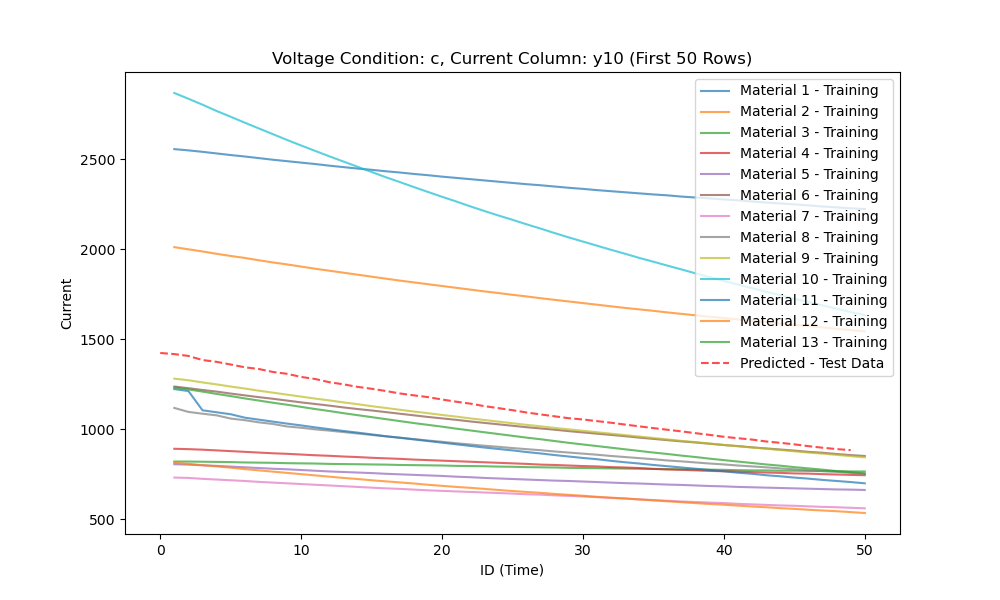 Voltage Condition: c, Current Column: y10 (First 50 Rows)
Material 1 - Training
Material 2 - Training
Material 3 - Training
Material 4 - Training
Material 5 - Training
Material 6 - Training
Material 7 - Training
Material 8 - Training
Material 9 - Training
Material 10 - Training
Material 11 - Training
Material 12 - Training
Material 13 - Training
Predicted - Test Data
Current
2500
2000
1500
1000
500
0 10 20 30 40 50
ID (Time)